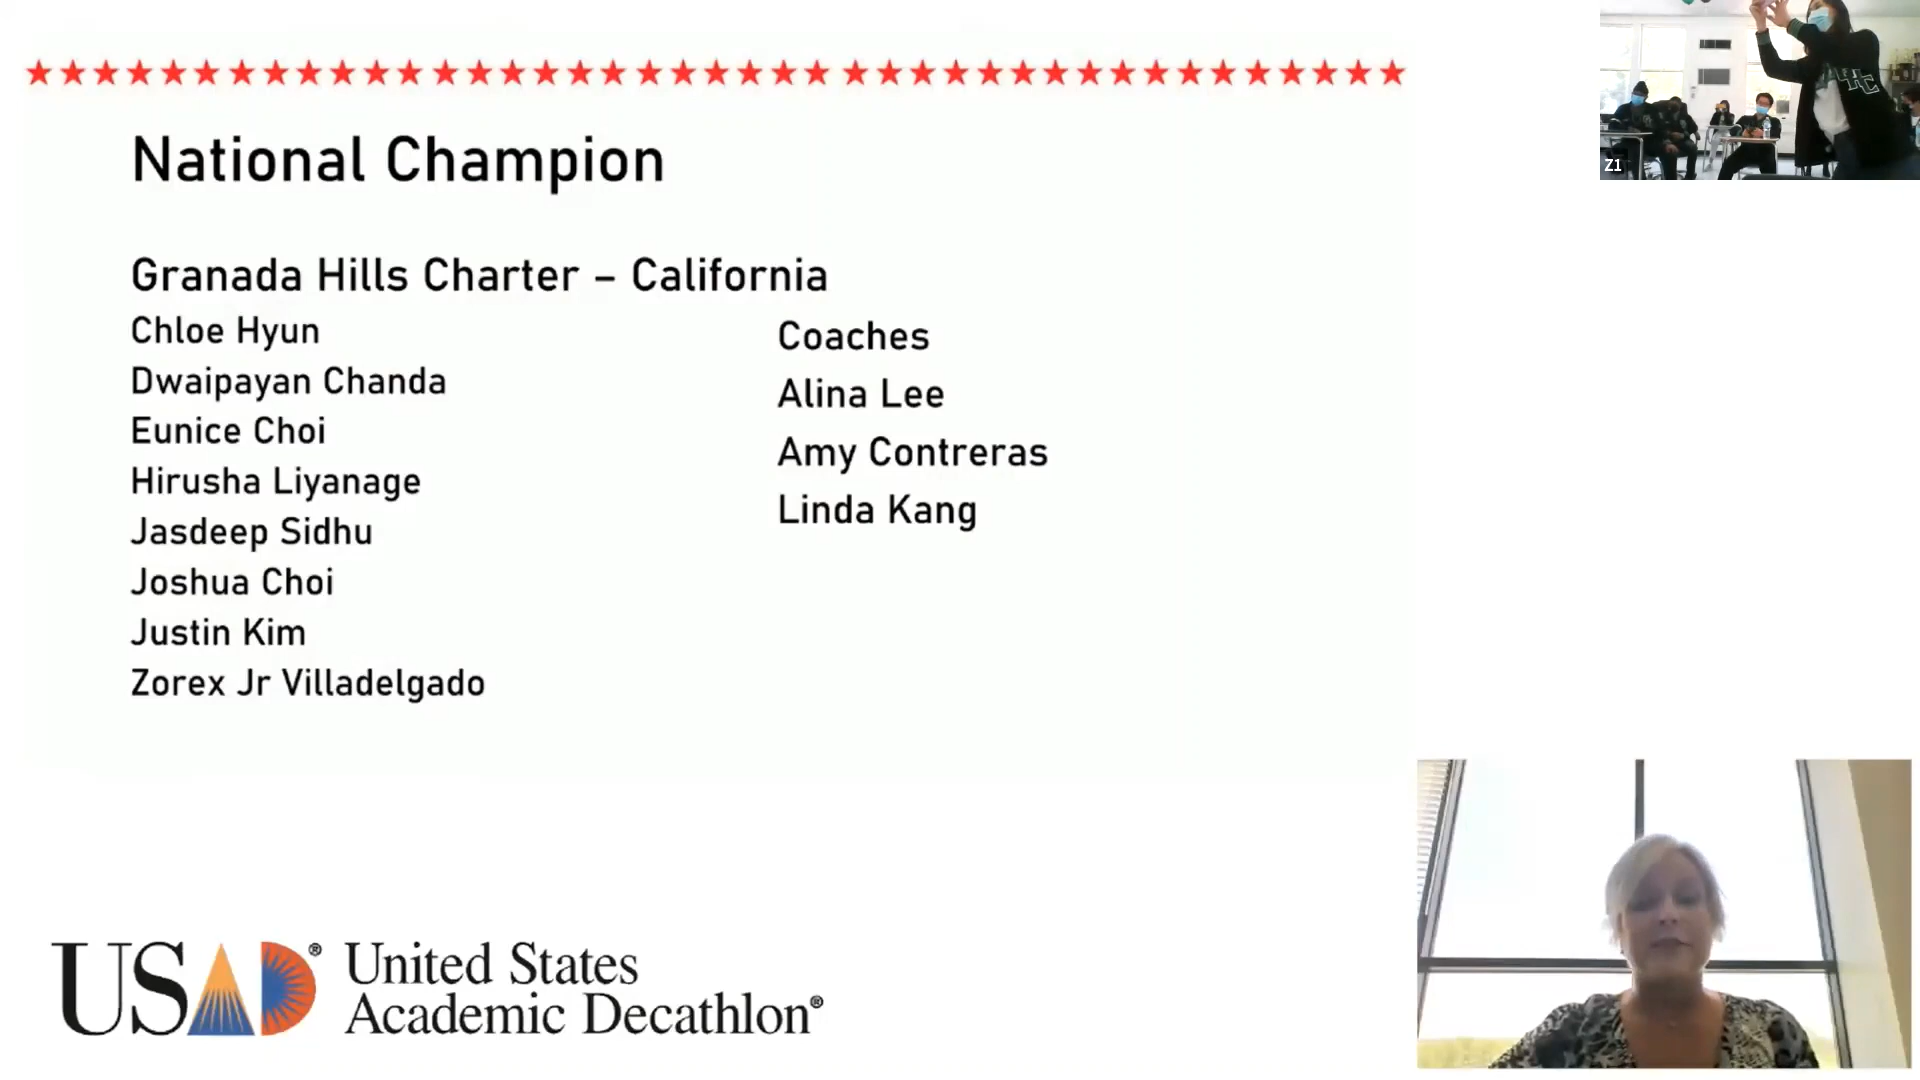 National Champion
Granada Hills Charter – California
Chloe Hyun
Dwaipayan Chanda
Eunice Choi
Hirusha Liyanage
Jasdeep Sidhu
Joshua Choi
Justin Kim
Zorex Jr Villadelgado
Coaches
Alina Lee
Amy Contreras
Linda Kang
USAD® United States
Academic Decathlon®
Z1